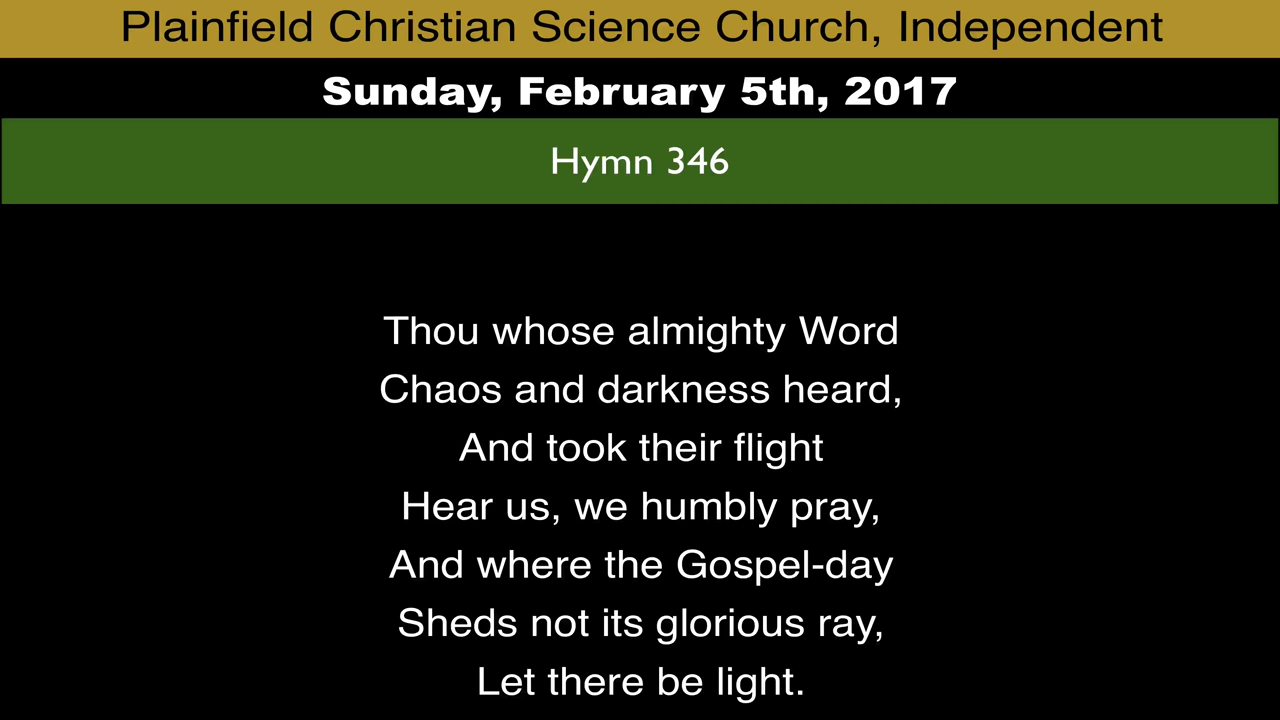 Plainfield Christian Science Church, Independent
Sunday, February 5th, 2017
Hymn 346
Thou whose almighty Word
Chaos and darkness heard,
And took their flight
Hear us, we humbly pray,
And where the Gospel-day
Sheds not its glorious ray,
Let there be light.